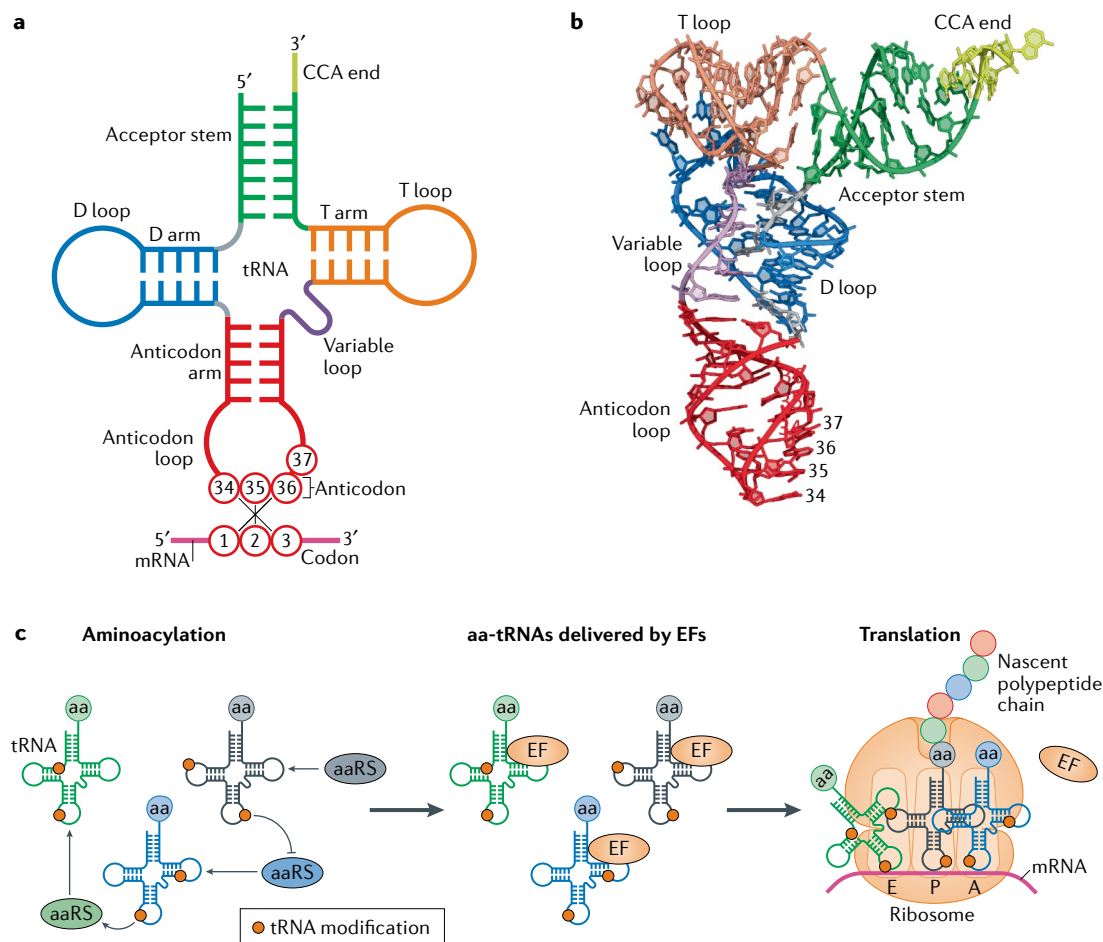 a
3′
CCA end
5′
Acceptor stem
D loop
D arm
T arm
T loop
tRNA
Anticodon
arm
Variable
loop
Anticodon
loop
37
34 35 36
Anticodon
5′
3′
1 2 3
mRNA
Codon
b
T loop
CCA end
Acceptor stem
Variable
loop
D loop
Anticodon
loop
38
37
36
35
34
c
Aminoacylation
aa-tRNAs delivered by EFs
Translation
aa
tRNA
aa
aaRS
aa
aaRS
aaRS
tRNA modification
aa
EF
aa
EF
aa
EF
Nascent
polypeptide
chain
aa
aa
aa
EF
mRNA
E P A
Ribosome